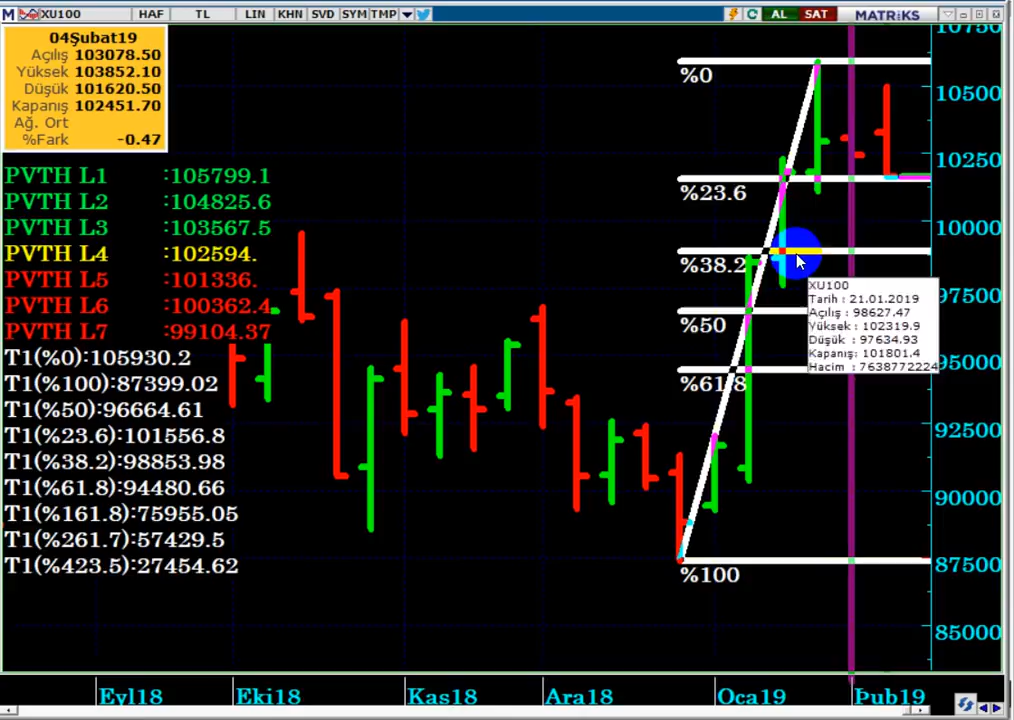 M XU100 HAF TL LIN KHN SVD SYM TMP AL SAT MATRiKS
04Şubat19
Açılış 103078.50
Yüksek 103852.10
Düşük 101620.50
Kapanış 102451.70
Ağ. Ort
%Fark -0.47
PVTH L1 :105799.1
PVTH L2 :104825.6
PVTH L3 :103567.5
PVTH L4 :102594.
PVTH L5 :101336.
PVTH L6 :100362.4
PVTH L7 :99104.37
T1(%0):105930.2
T1(%100):87399.02
T1(%50):96664.61
T1(%23.6):101556.8
T1(%38.2):98853.98
T1(%61.8):94480.66
T1(%161.8):75955.05
T1(%261.7):57429.5
T1(%423.5):27454.62
%0
%23.6
%38.2
%50
%61.8
%100
XU100
Tarih : 21.01.2019
Açılış : 98627.47
Yüksek : 102319.9
Düşük : 97634.93
Kapanış: 101801.4
Hacim : 7638772224
10750
10500
10250
10000
97500
95000
92500
90000
87500
85000
Eyl18 Eki18 Kas18 Ara18 Oca19 Şub19